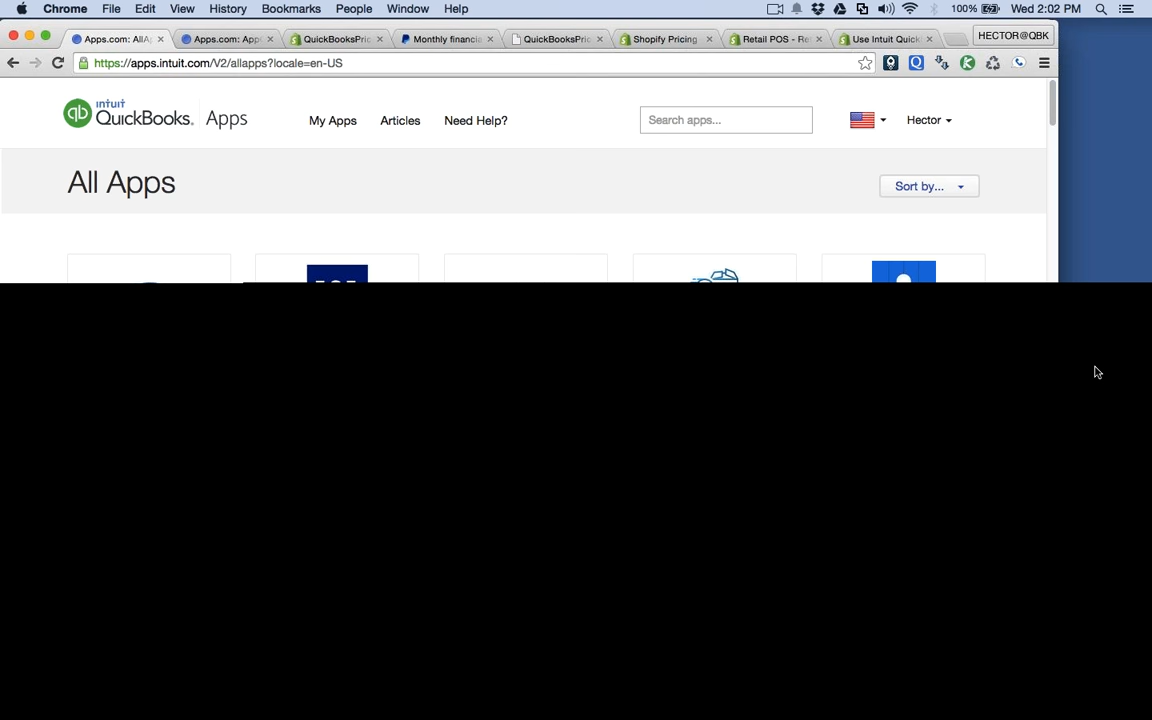 Chrome File Edit View History Bookmarks People Window Help 100% Wed 2:02 PM
Apps.com: All Apps.com: App QuickBooksPric Monthly financia QuickBooksPric Shopify Pricing Retail POS - Re Use Intuit Quick HECTOR@QBK
https://apps.intuit.com/V2/allapps?locale=en-US
intuit
qb QuickBooks. Apps My Apps Articles Need Help? Search apps... Hector
All Apps Sort by...